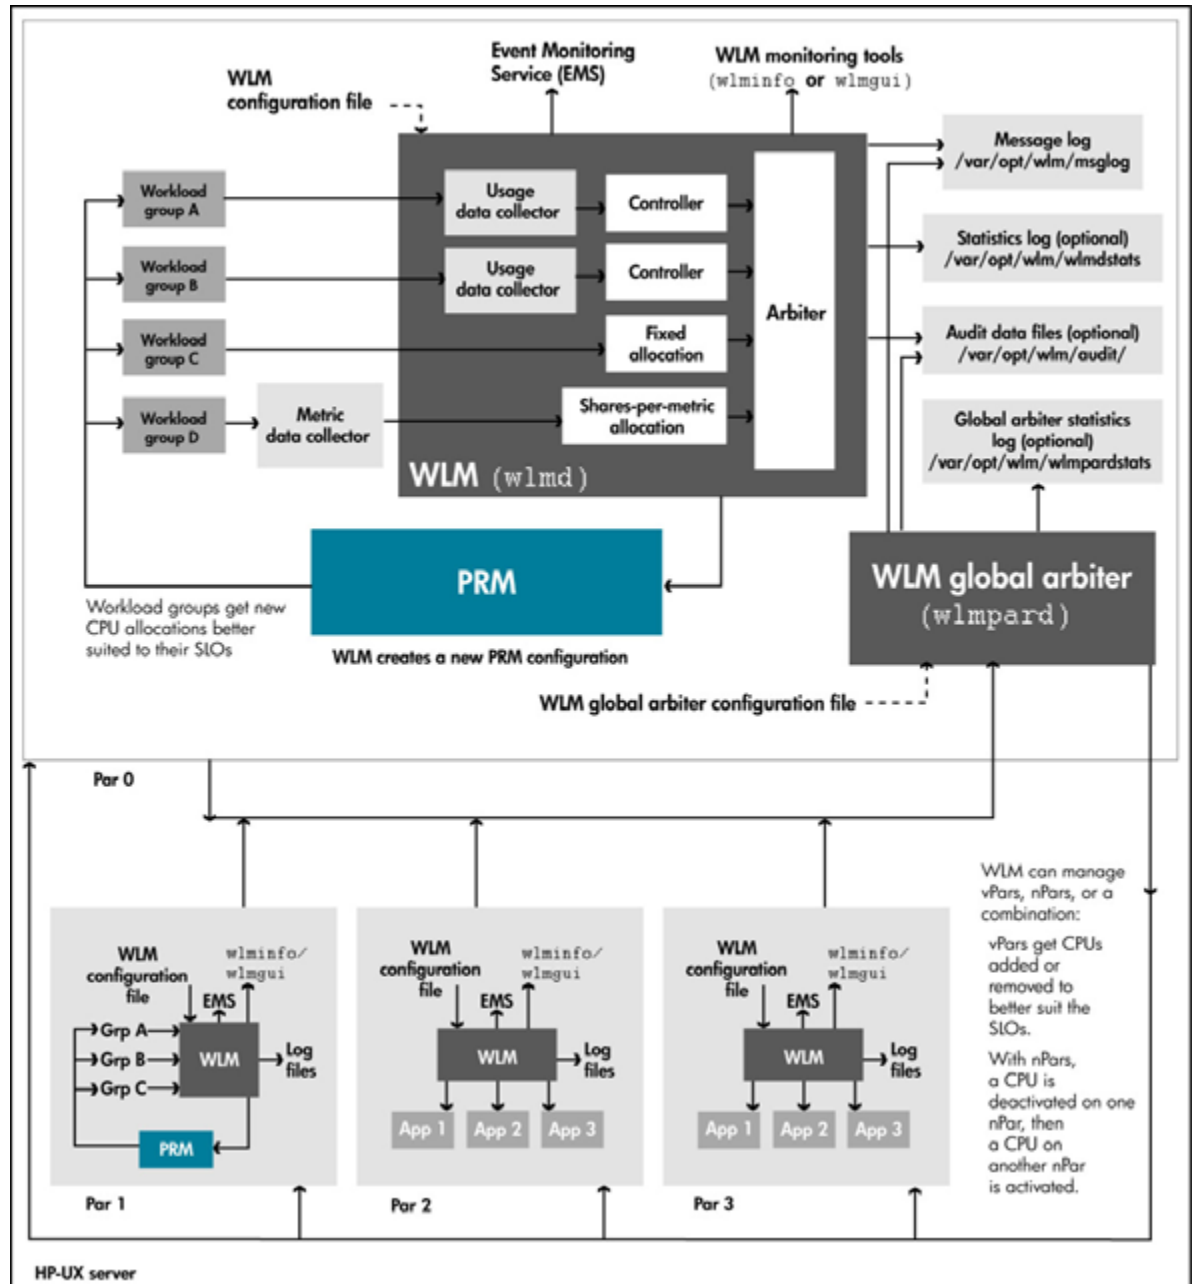 Event Monitoring
Service (EMS)
WLM monitoring tools
(wlminfo or wlmgui)
WLM
configuration file
Message log
/var/opt/wlm/msglog
Workload
group A
Usage
data collector
Controller
Statistics log (optional)
/var/opt/wlm/wlmdstats
Workload
group B
Usage
data collector
Controller
Arbiter
Workload
group C
Fixed
allocation
Audit data files (optional)
/var/opt/wlm/audit/
Workload
group D
Metric
data collector
Shares-per-metric
allocation
Global arbiter statistics
log (optional)
/var/opt/wlm/wlmpardstats
WLM (wlmd)
PRM
WLM global arbiter
(wlmpard)
Workload groups get new
CPU allocations better
suited to their SLOs
WLM creates a new PRM configuration
WLM global arbiter configuration file
Par 0
WLM can manage
vPars, nPars, or a
combination:
vPars get CPUs
added or
removed to
better suit the
SLOs.
With nPars,
a CPU is
deactivated on one
nPar, then
a CPU on
another nPar
is activated.
WLM
configuration
file
wlminfo/
wlmgui
EMS
Grp A
Grp B
Grp C
WLM
Log
files
PRM
Par 1
WLM
configuration
file
wlminfo/
wlmgui
EMS
WLM
Log
files
App 1
App 2
App 3
Par 2
WLM
configuration
file
wlminfo/
wlmgui
EMS
WLM
Log
files
App 1
App 2
App 3
Par 3
HP-UX server